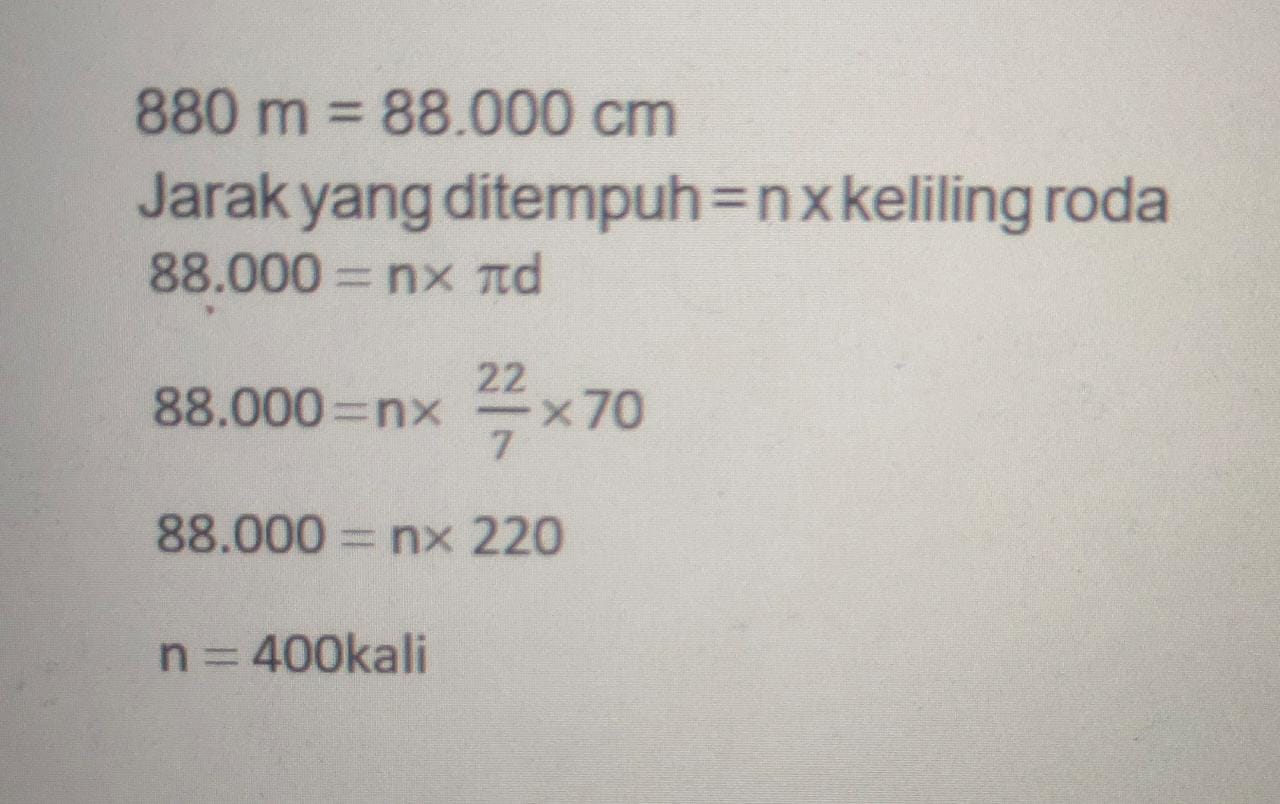 880 m = 88.000 cm
Jarak yang ditempuh = n x keliling roda
88.000 = n× πd
88.000 = n× 22/7 × 70
88.000 = n× 220
n = 400kali